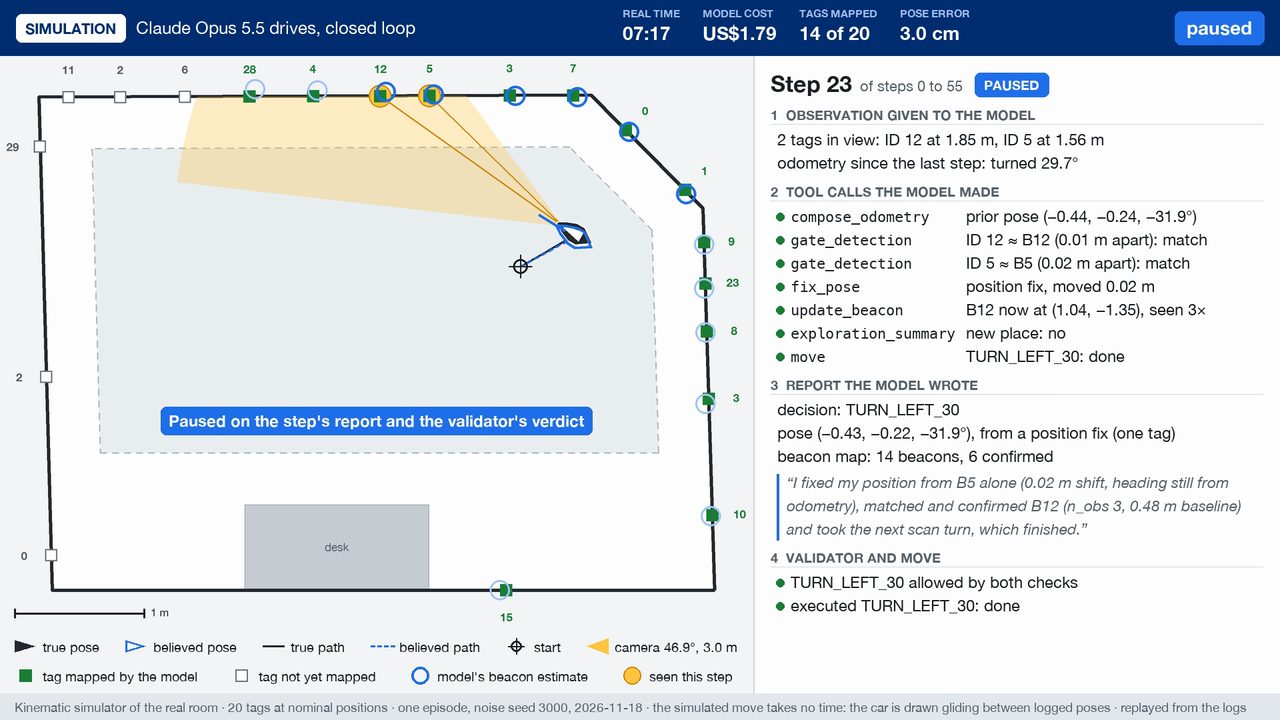 SIMULATION
Claude Opus 5.5 drives, closed loop
REAL TIME
07:17
MODEL COST
US$1.79
TAGS MAPPED
14 of 20
POSE ERROR
3.0 cm
paused
11 2 6 28 4 12 5 3 7
0
29
1
9
23
8
2
3
10
0
15
Paused on the step's report and the validator's verdict
desk
1 m
true pose
believed pose
true path
believed path
start
camera 46.9°, 3.0 m
tag mapped by the model
tag not yet mapped
model's beacon estimate
seen this step
Step 23 of steps 0 to 55 PAUSED
1 OBSERVATION GIVEN TO THE MODEL
2 tags in view: ID 12 at 1.85 m, ID 5 at 1.56 m
odometry since the last step: turned 29.7°
2 TOOL CALLS THE MODEL MADE
compose_odometry prior pose (−0.44, −0.24, −31.9°)
gate_detection ID 12 ≈ B12 (0.01 m apart): match
gate_detection ID 5 ≈ B5 (0.02 m apart): match
fix_pose position fix, moved 0.02 m
update_beacon B12 now at (1.04, −1.35), seen 3×
exploration_summary new place: no
move TURN_LEFT_30: done
3 REPORT THE MODEL WROTE
decision: TURN_LEFT_30
pose (−0.43, −0.22, −31.9°), from a position fix (one tag)
beacon map: 14 beacons, 6 confirmed
“I fixed my position from B5 alone (0.02 m shift, heading still from
odometry), matched and confirmed B12 (n_obs 3, 0.48 m baseline)
and took the next scan turn, which finished.”
4 VALIDATOR AND MOVE
TURN_LEFT_30 allowed by both checks
executed TURN_LEFT_30: done
Kinematic simulator of the real room · 20 tags at nominal positions · one episode, noise seed 3000, 2026-11-18 · the simulated move takes no time: the car is drawn gliding between logged poses · replayed from the logs